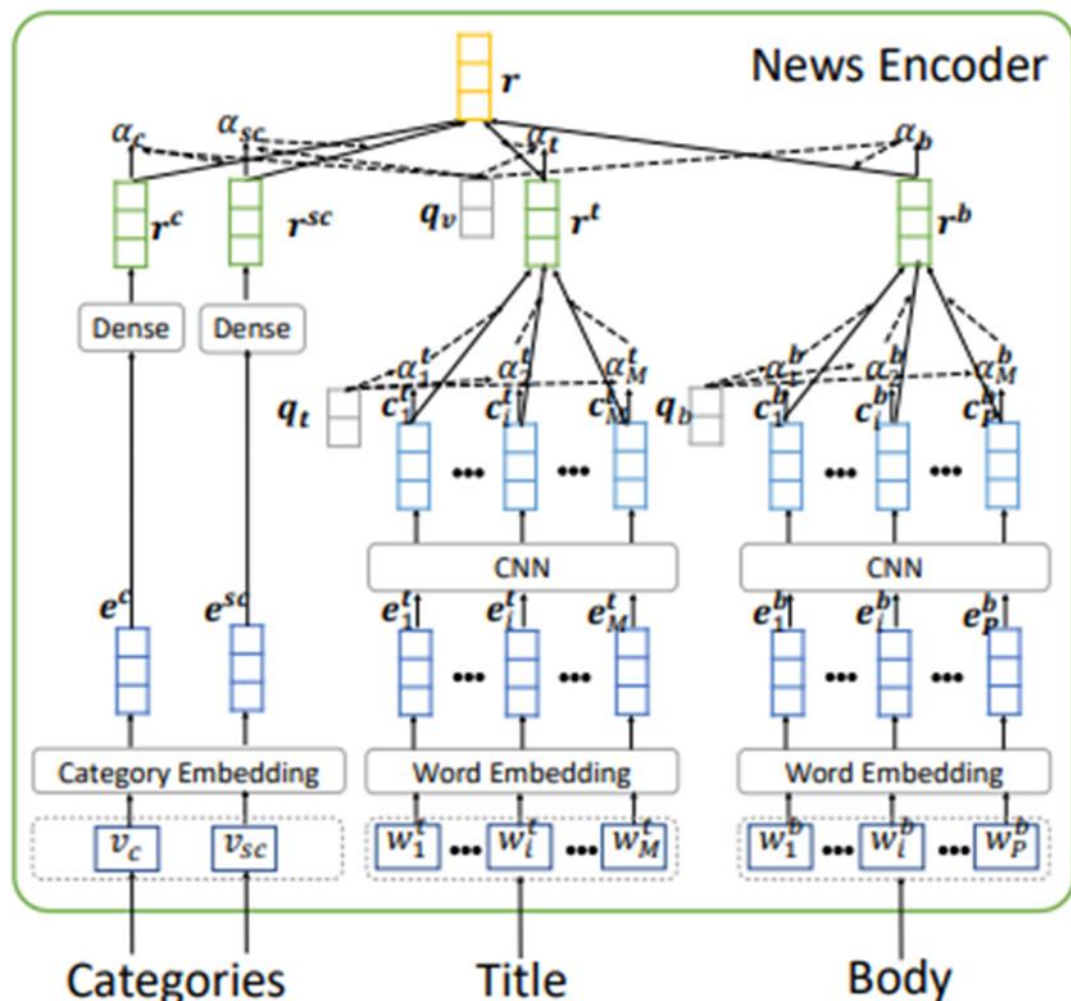 News Encoder
r
α_c α_sc α_t α_b
r^c r^sc q_v r^t r^b
Dense Dense
α_1^t α_2^t α_M^t α_1^b α_2^b α_M^b
q_t c_1^t c_i^t c_M^t q_b c_1^b c_i^b c_P^b
... ... ... ...
CNN CNN
e^c e^sc e_1^t e_i^t e_M^t e_1^b e_i^b e_P^b
... ... ... ...
Category Embedding Word Embedding Word Embedding
v_c v_sc w_1^t ... w_i^t ... w_M^t w_1^b ... w_i^b ... w_P^b
Categories Title Body